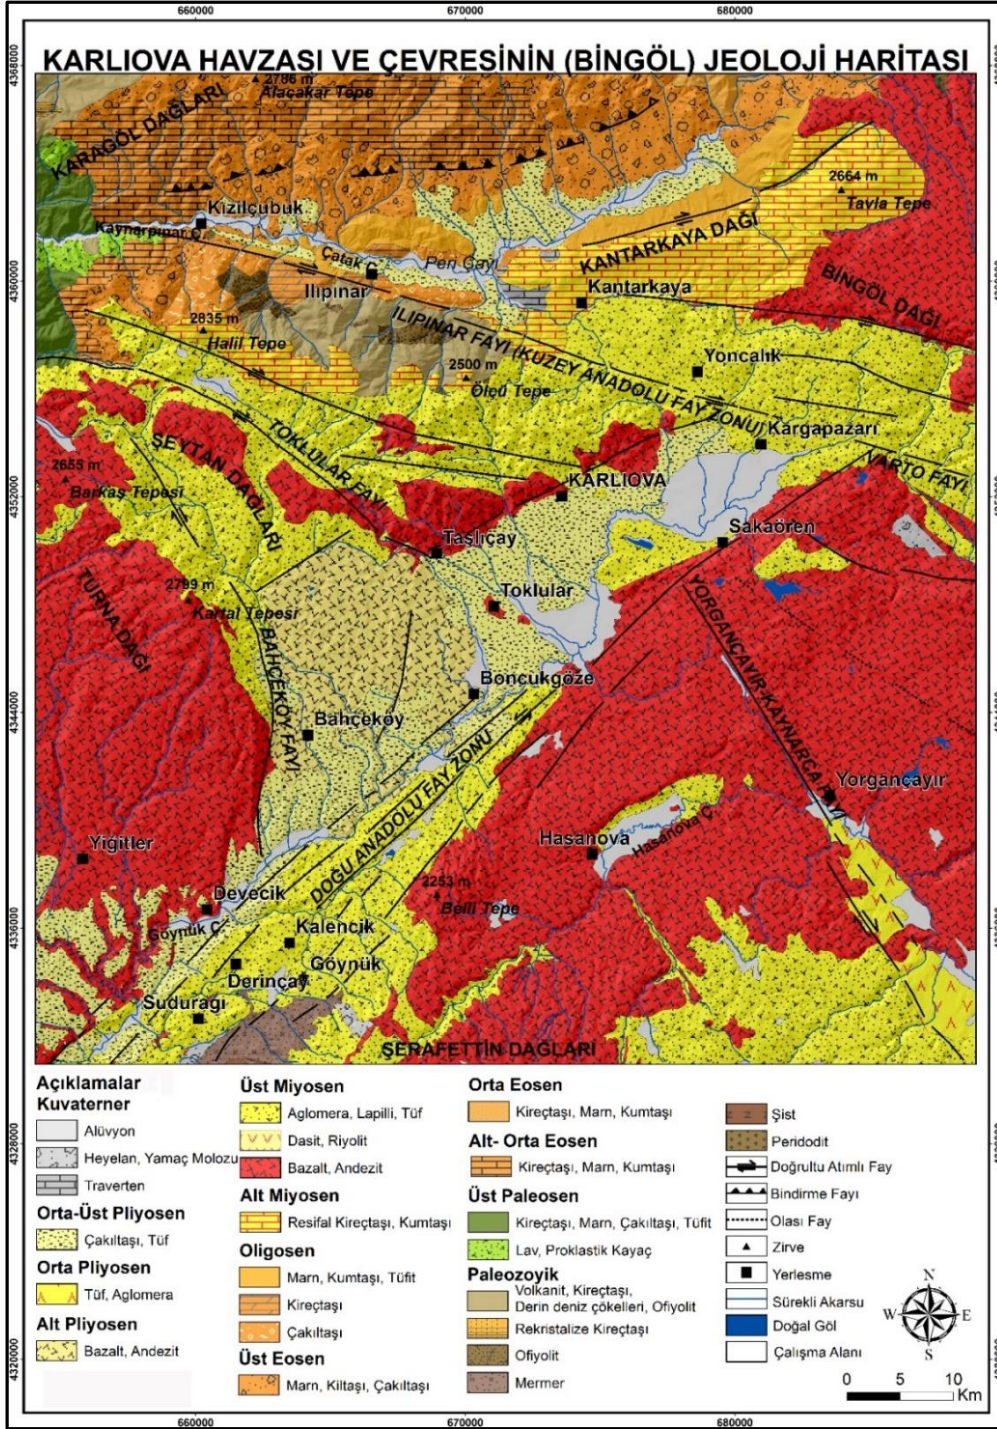 660000 670000 680000
KARLIOVA HAVZASI VE ÇEVRESİNİN (BİNGÖL) JEOLOJİ HARİTASI
4368000
2786 m
Alacakar Tepe
KARAGÖL DAĞLARI
2664 m
Tavla Tepe
Kızılçubuk
Kaynarpınar Ç.
Çatak Ç.
Peri Çayı
KANTARKAYA DAĞI
4360000
Ilıpınar
Kantarkaya
BİNGÖL DAĞI
2835 m
Halil Tepe
ILIPINAR FAYI (KUZEY ANADOLU FAY ZONU)
2500 m
Ölçü Tepe
Yoncalık
TOKLULAR FAYI
Kargapazarı
ŞEYTAN DAĞLARI
VARTO FAYI
2655 m
Barkaş Tepesi
4352000
KARLIOVA
Taşlıçay
Sakaören
TURNA DAĞI
2799 m
Kartal Tepesi
Toklular
YORGANÇAYIR KAYNARCA FAYI
BAHÇEKÖY FAYI
Boncukgöze
4344000
Bahçeköy
DOĞU ANADOLU FAY ZONU
Yorgançayır
Yiğitler
Hasanova
Hasanova Ç.
2253 m
Belli Tepe
Devecik
Göynük Ç.
4336000
Kalencik
Derinçay
Göynük
Suduragı
ŞERAFETTİN DAĞLARI
Açıklamalar
Kuvaterner
Alüvyon
Heyelan, Yamaç Molozu
Traverten
Orta-Üst Pliyosen
Çakıltaşı, Tüf
Orta Pliyosen
Tüf, Aglomera
Alt Pliyosen
Bazalt, Andezit
Üst Miyosen
Aglomera, Lapilli, Tüf
Dasit, Riyolit
Bazalt, Andezit
Alt Miyosen
Resifal Kireçtaşı, Kumtaşı
Oligosen
Marn, Kumtaşı, Tüfit
Kireçtaşı
Çakıltaşı
Üst Eosen
Marn, Kiltaşı, Çakıltaşı
Orta Eosen
Kireçtaşı, Marn, Kumtaşı
Alt- Orta Eosen
Kireçtaşı, Marn, Kumtaşı
Üst Paleosen
Kireçtaşı, Marn, Çakıltaşı, Tüfit
Lav, Proklastik Kayaç
Paleozoyik
Volkanit, Kireçtaşı,
Derin deniz çökelleri, Ofiyolit
Rekristalize Kireçtaşı
Ofiyolit
Mermer
Şist
Peridodit
Doğrultu Atımlı Fay
Bindirme Fayı
Olası Fay
Zirve
Yerlesme
Sürekli Akarsu
Doğal Göl
Çalışma Alanı
N
W E
S
0 5 10
Km
4328000
4320000
660000 670000 680000